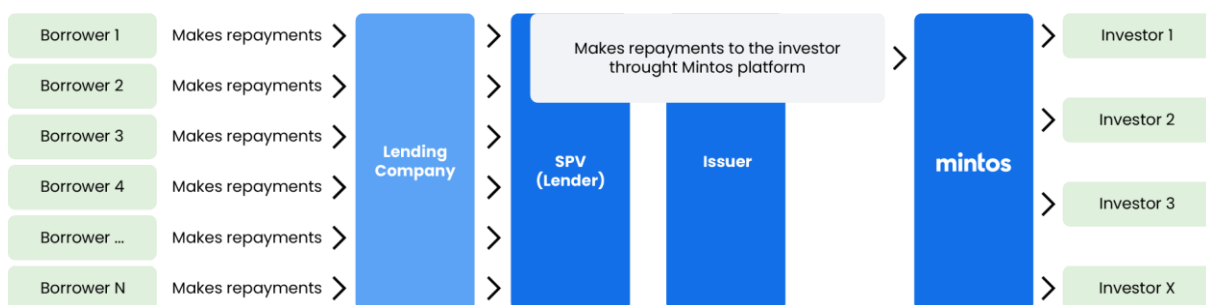 Borrower 1 Makes repayments
Borrower 2 Makes repayments
Borrower 3 Makes repayments
Borrower 4 Makes repayments
Borrower ... Makes repayments
Borrower N Makes repayments
Lending
Company
SPV
(Lender)
Makes repayments to the investor
throught Mintos platform
Issuer
mintos
Investor 1
Investor 2
Investor 3
Investor X